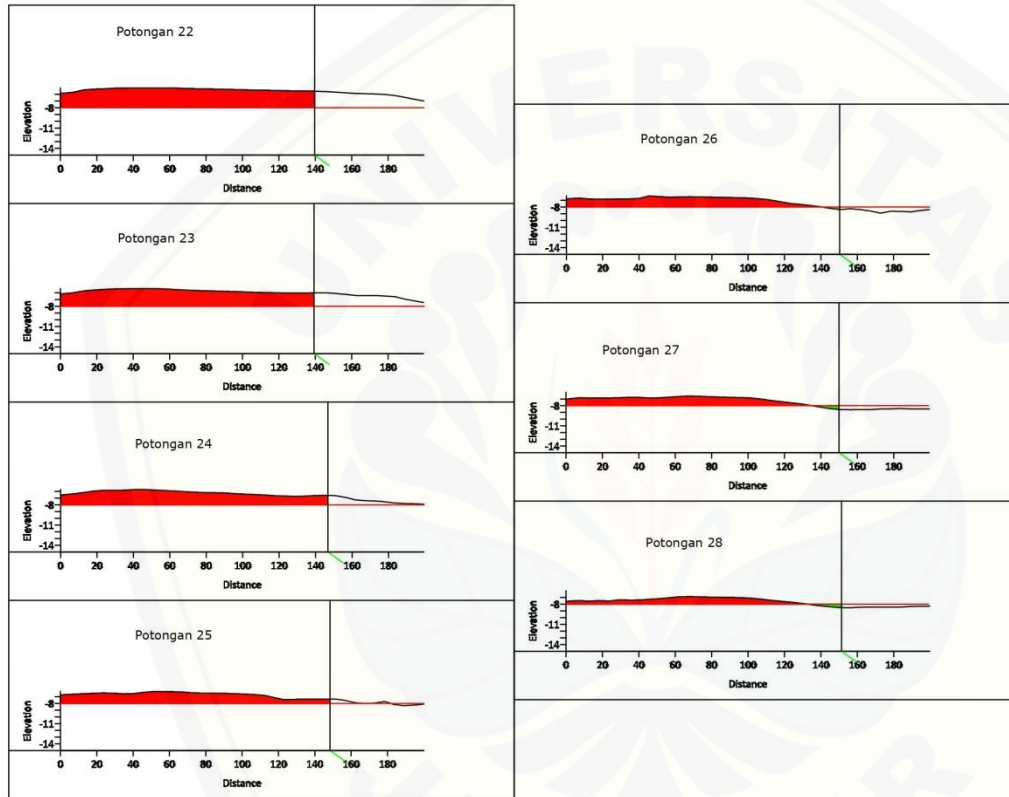 Potongan 22
Elevation
-8
-11
-14
0 20 40 60 80 100 120 140 160 180
Distance
Potongan 23
Elevation
-8
-11
-14
0 20 40 60 80 100 120 140 160 180
Distance
Potongan 24
Elevation
-8
-11
-14
0 20 40 60 80 100 120 140 160 180
Distance
Potongan 25
Elevation
-8
-11
-14
0 20 40 60 80 100 120 140 160 180
Distance
Potongan 26
Elevation
-8
-11
-14
0 20 40 60 80 100 120 140 160 180
Distance
Potongan 27
Elevation
-8
-11
-14
0 20 40 60 80 100 120 140 160 180
Distance
Potongan 28
Elevation
-8
-11
-14
0 20 40 60 80 100 120 140 160 180
Distance
UNIVERSITAS